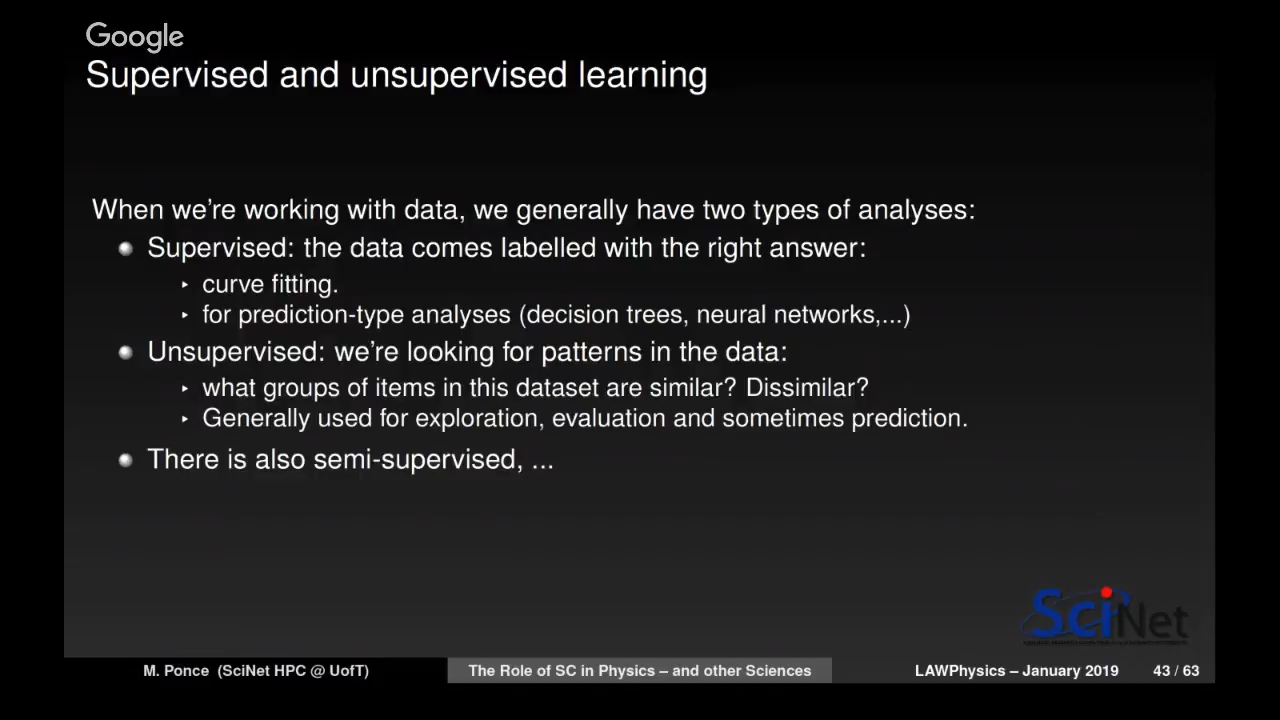 Google
Supervised and unsupervised learning
When we're working with data, we generally have two types of analyses:
Supervised: the data comes labelled with the right answer:
curve fitting.
for prediction-type analyses (decision trees, neural networks,...)
Unsupervised: we're looking for patterns in the data:
what groups of items in this dataset are similar? Dissimilar?
Generally used for exploration, evaluation and sometimes prediction.
There is also semi-supervised, ...
SciNet
M. Ponce (SciNet HPC @ UofT) The Role of SC in Physics – and other Sciences LAWPhysics – January 2019 43 / 63